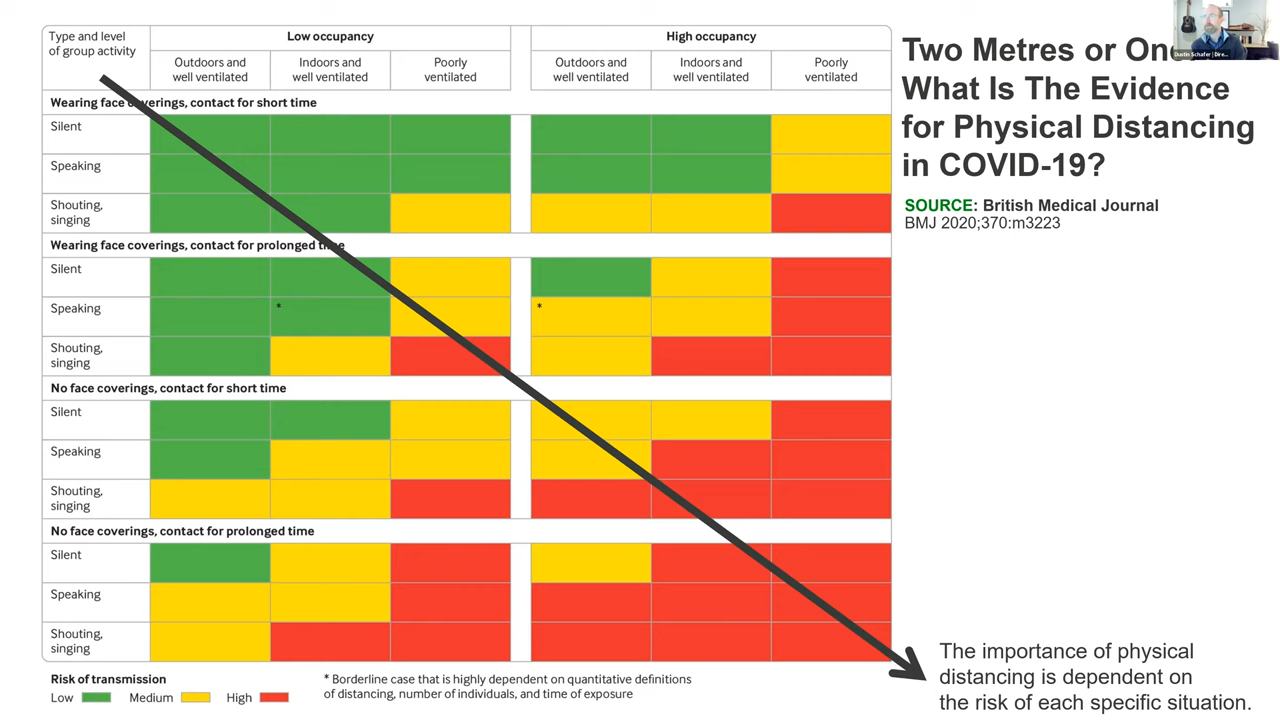 Type and level
of group activity
Low occupancy
High occupancy
Outdoors and
well ventilated
Indoors and
well ventilated
Poorly
ventilated
Outdoors and
well ventilated
Indoors and
well ventilated
Poorly
ventilated
Wearing face coverings, contact for short time
Silent
Speaking
Shouting,
singing
Wearing face coverings, contact for prolonged time
Silent
Speaking
*
*
Shouting,
singing
No face coverings, contact for short time
Silent
Speaking
Shouting,
singing
No face coverings, contact for prolonged time
Silent
Speaking
Shouting,
singing
Risk of transmission
Low
Medium
High
* Borderline case that is highly dependent on quantitative definitions
of distancing, number of individuals, and time of exposure
Dustin Schafer | Dire...
Two Metres or One
What Is The Evidence
for Physical Distancing
in COVID-19?
SOURCE: British Medical Journal
BMJ 2020;370:m3223
The importance of physical
distancing is dependent on
the risk of each specific situation.